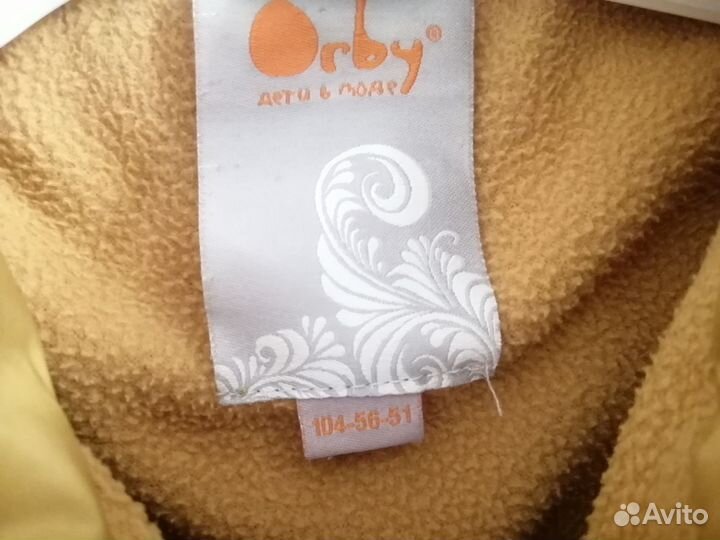 Orby®
дети в моде
104-56-51
Avito